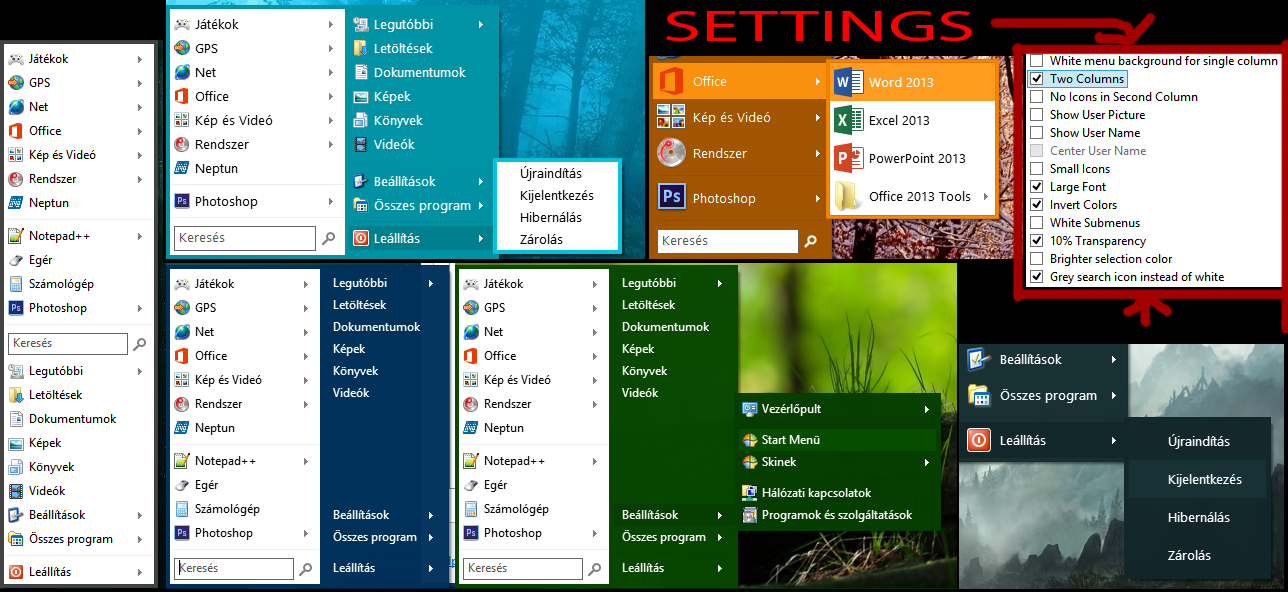 Játékok
GPS
Net
Office
Kép és Videó
Rendszer
Neptun
Notepad++
Egér
Számológép
Photoshop
Keresés
Legutóbbi
Letöltések
Dokumentumok
Képek
Könyvek
Videók
Beállítások
Összes program
Leállítás
Játékok
GPS
Net
Office
Kép és Videó
Rendszer
Neptun
Photoshop
Keresés
Legutóbbi
Letöltések
Dokumentumok
Képek
Könyvek
Videók
Beállítások
Összes program
Leállítás
Újraindítás
Kijelentkezés
Hibernálás
Zárolás
SETTINGS
Office
Kép és Videó
Rendszer
Photoshop
Keresés
Word 2013
Excel 2013
PowerPoint 2013
Office 2013 Tools
White menu background for single column
Two Columns
No Icons in Second Column
Show User Picture
Show User Name
Center User Name
Small Icons
Large Font
Invert Colors
White Submenus
10% Transparency
Brighter selection color
Grey search icon instead of white
Játékok
GPS
Net
Office
Kép és Videó
Rendszer
Neptun
Notepad++
Egér
Számológép
Photoshop
Keresés
Legutóbbi
Letöltések
Dokumentumok
Képek
Könyvek
Videók
Beállítások
Összes program
Leállítás
Játékok
GPS
Net
Office
Kép és Videó
Rendszer
Neptun
Notepad++
Egér
Számológép
Photoshop
Keresés
Legutóbbi
Letöltések
Dokumentumok
Képek
Könyvek
Videók
Beállítások
Összes program
Leállítás
Vezérlőpult
Start Menü
Skinek
Hálózati kapcsolatok
Programok és szolgáltatások
Beállítások
Összes program
Leállítás
Újraindítás
Kijelentkezés
Hibernálás
Zárolás